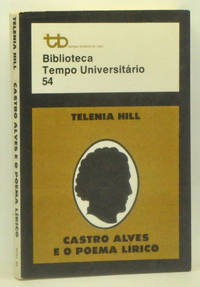 TELENIA HILL
CASTRO ALVES E O POEMA LÍRICO
tb
Biblioteca
Tempo Universitário
54
TELENIA HILL
CASTRO ALVES
E O POEMA LÍRICO